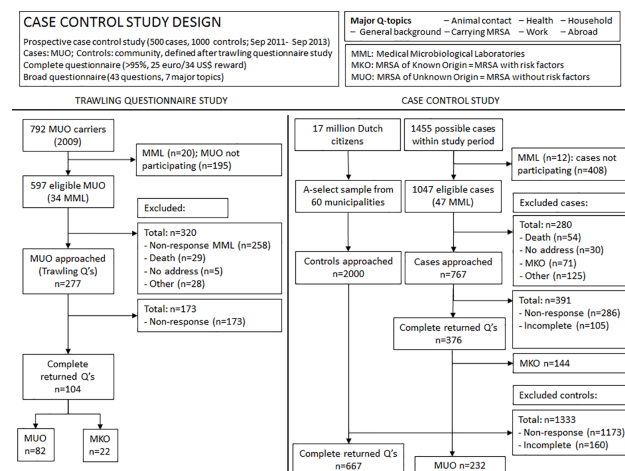 CASE CONTROL STUDY DESIGN
Prospective case control study (500 cases, 1000 controls; Sep 2011- Sep 2013)
Cases: MUO; Controls: community, defined after trawling questionnaire study
Complete questionnaire (>95%, 25 euro/34 US$ reward)
Broad questionnaire (43 questions, 7 major topics)
Major Q-topics – Animal contact – Health – Household
– General background – Carrying MRSA – Work – Abroad
MML: Medical Microbiological Laboratories
MKO: MRSA of Known Origin = MRSA with risk factors
MUO: MRSA of Unknown Origin = MRSA without risk factors
TRAWLING QUESTIONNAIRE STUDY
792 MUO carriers
(2009)
MML (n=20); MUO not
participating (n=195)
597 eligible MUO
(34 MML)
Excluded:
Total: n=320
- Non-response MML (n=258)
- Death (n=29)
- No address (n=5)
- Other (n=28)
MUO approached
(Trawling Q's)
n=277
n=173
- Non-response (n=173)
Complete
returned Q's
n=104
MUO
n=82
MKO
n=22
CASE CONTROL STUDY
17 million Dutch
citizens
1455 possible cases
within study period
MML (n=12): cases not
participating (n=408)
A-select sample from
60 municipalities
1047 eligible cases
(47 MML)
Excluded cases:
Total: n=280
- Death (n=54)
- No address (n=30)
- MKO (n=71)
- Other (n=125)
Controls approached
n=2000
Cases approached
n=767
Total: n=391
- Non-response (n=286)
- Incomplete (n=105)
Complete returned Q's
n=376
MKO n=144
Excluded controls:
Total: n=1333
- Non-response (n=1173)
- Incomplete (n=160)
Complete returned Q's
n=667
MUO n=232